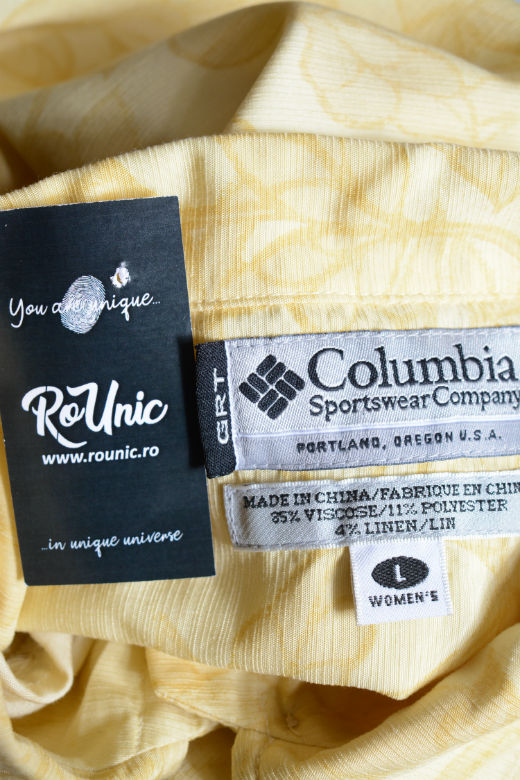 You are unique...
RoUnic
www.rounic.ro
...in unique universe
GRT
Columbia
Sportswear Company
PORTLAND, OREGON U.S.A.
MADE IN CHINA/FABRIQUE EN CHIN
85% VISCOSE/11% POLYESTER
4% LINEN/LIN
L
WOMEN'S